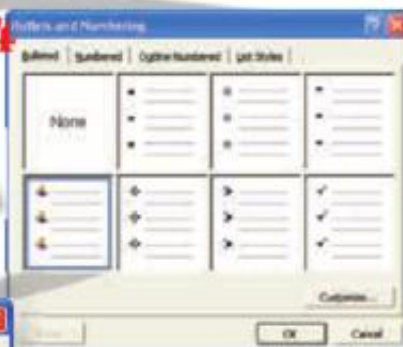 Bullets and Numbering
Bulleted Numbered Outline Numbered List Styles
None
Customize...
OK Cancel